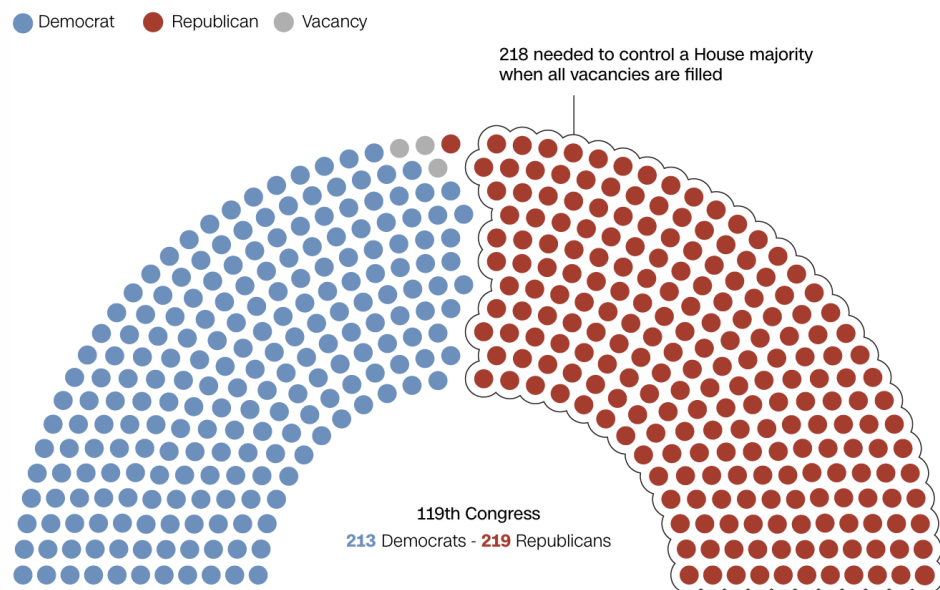 Democrat Republican Vacancy
218 needed to control a House majority
when all vacancies are filled
119th Congress
213 Democrats - 219 Republicans